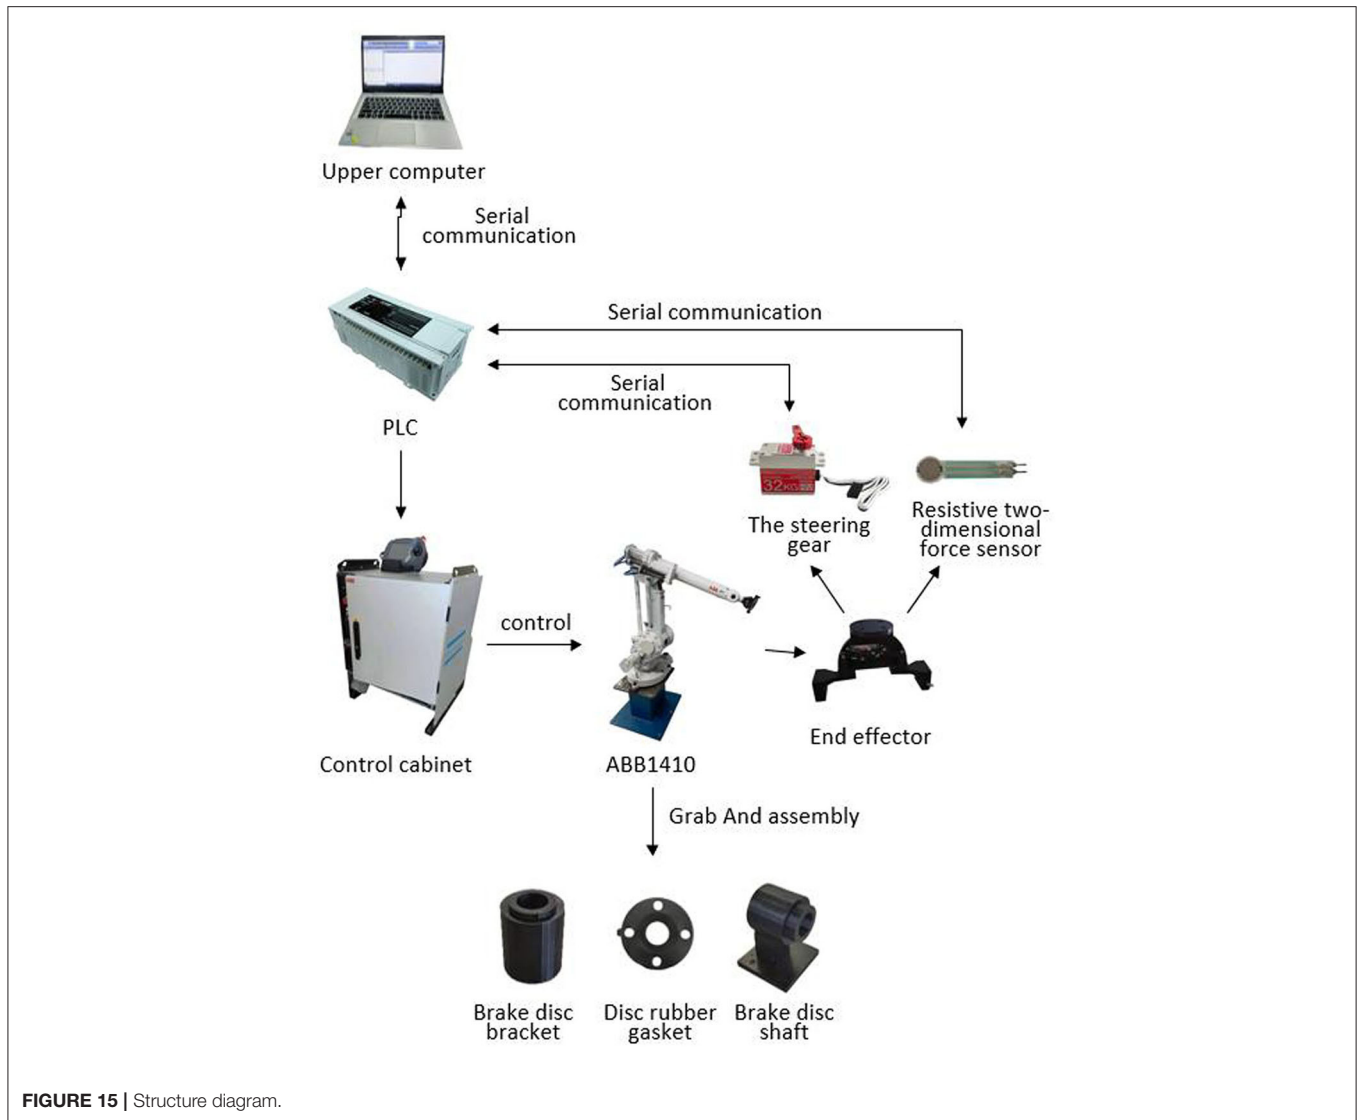 Upper computer
Serial
communication
Serial communication
Serial
communication
PLC
32KG
The steering
gear
Resistive two-
dimensional
force sensor
control
Control cabinet
ABB1410
End effector
Grab And assembly
Brake disc
bracket
Disc rubber
gasket
Brake disc
shaft
FIGURE 15 | Structure diagram.